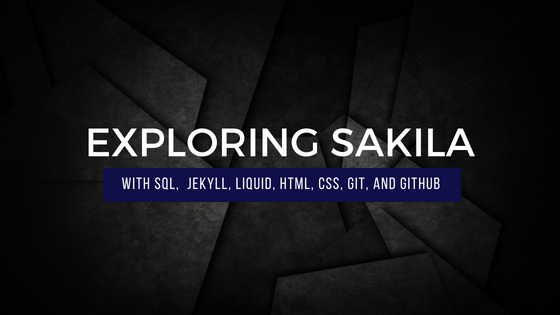 EXPLORING SAKILA
WITH SQL, JEKYLL, LIQUID, HTML, CSS, GIT, AND GITHUB